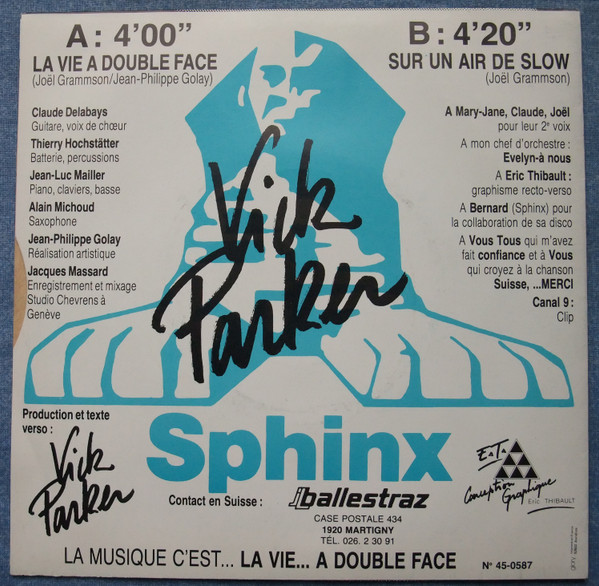 A : 4'00"
LA VIE A DOUBLE FACE
(Joël Grammson/Jean-Philippe Golay)
B : 4'20"
SUR UN AIR DE SLOW
(Joël Grammson)
Claude Delabays
Guitare, voix de chœur
Thierry Hochstätter
Batterie, percussions
Jean-Luc Mailler
Piano, claviers, basse
Alain Michoud
Saxophone
Jean-Philippe Golay
Réalisation artistique
Jacques Massard
Enregistrement et mixage
Studio Chevrens à
Genève
A Mary-Jane, Claude, Joël
pour leur 2e voix
A mon chef d'orchestre :
Evelyn-à nous
A Eric Thibault :
graphisme recto-verso
A Bernard (Sphinx) pour
la collaboration de sa disco
A Vous Tous qui m'avez
fait confiance et à Vous
qui croyez à la chanson
Suisse, ...MERCI
Canal 9 :
Clip
Vick
Parker
Sphinx
Production et texte
verso :
Vick
Parker
Contact en Suisse :
ballestraz
CASE POSTALE 434
1920 MARTIGNY
TÉL. 026. 2 30 91
E.T.
Conception
Graphique
Eric THIBAULT
LA MUSIQUE C'EST... LA VIE... A DOUBLE FACE
N° 45-0587